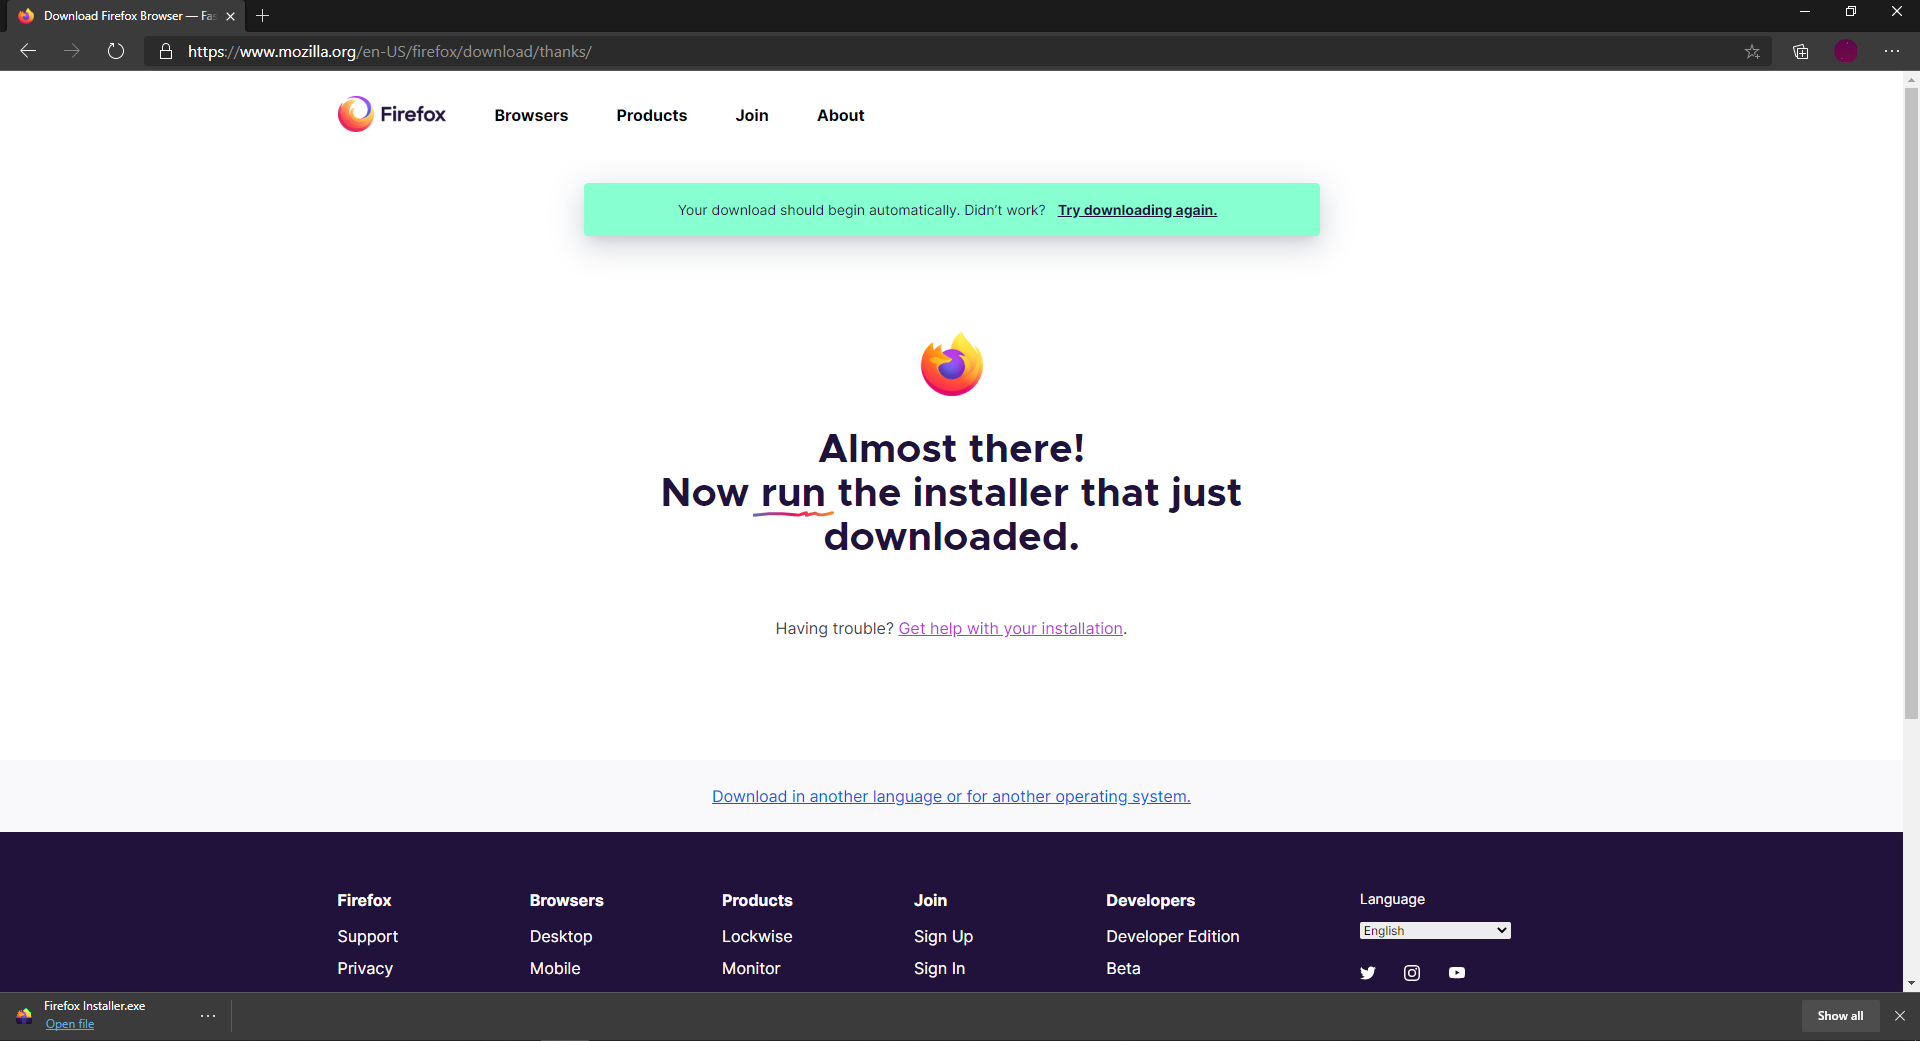 Download Firefox Browser — Fas
https://www.mozilla.org/en-US/firefox/download/thanks/
Firefox Browsers Products Join About
Your download should begin automatically. Didn’t work? Try downloading again.
Almost there!
Now run the installer that just
downloaded.
Having trouble? Get help with your installation.
Download in another language or for another operating system.
Firefox Browsers Products Join Developers Language
Support Desktop Lockwise Sign Up Developer Edition English
Privacy Mobile Monitor Sign In Beta
Firefox Installer.exe
Open file
Show all